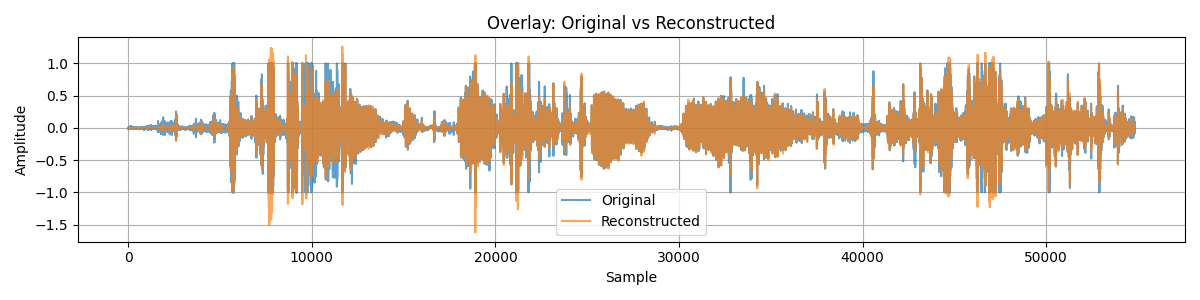 Overlay: Original vs Reconstructed
1.0
0.5
0.0
−0.5
−1.0
−1.5
Amplitude
Original
Reconstructed
0 10000 20000 30000 40000 50000
Sample